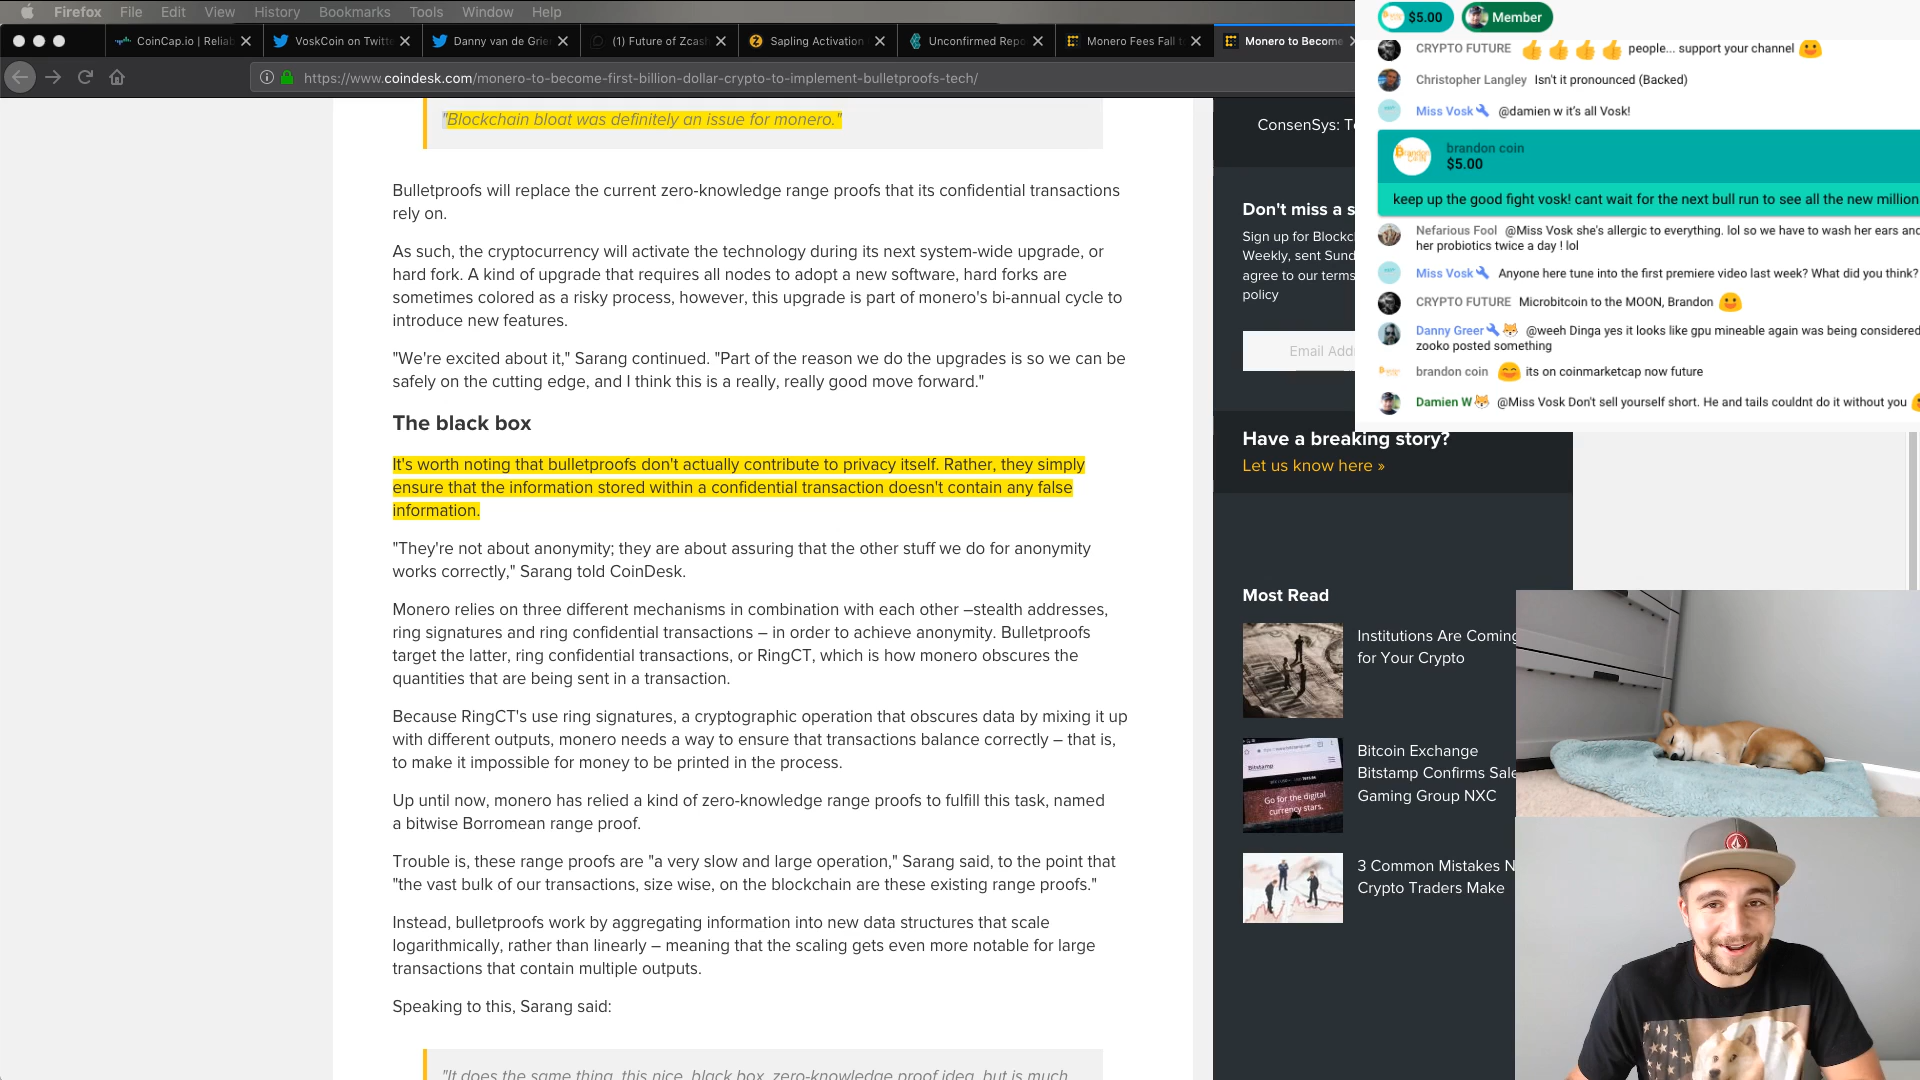 Firefox File Edit View History Bookmarks Tools Window Help
CoinCap.io | Reliab
VoskCoin on Twitte
Danny van de Grie
(1) Future of Zcash
Sapling Activation
Unconfirmed Repo
Monero Fees Fall t
Monero to Become
https://www.coindesk.com/monero-to-become-first-billion-dollar-crypto-to-implement-bulletproofs-tech/
"Blockchain bloat was definitely an issue for monero."
Bulletproofs will replace the current zero-knowledge range proofs that its confidential transactions
rely on.
As such, the cryptocurrency will activate the technology during its next system-wide upgrade, or
hard fork. A kind of upgrade that requires all nodes to adopt a new software, hard forks are
sometimes colored as a risky process, however, this upgrade is part of monero's bi-annual cycle to
introduce new features.
"We're excited about it," Sarang continued. "Part of the reason we do the upgrades is so we can be
safely on the cutting edge, and I think this is a really, really good move forward."
The black box
It's worth noting that bulletproofs don't actually contribute to privacy itself. Rather, they simply
ensure that the information stored within a confidential transaction doesn't contain any false
information.
"They're not about anonymity; they are about assuring that the other stuff we do for anonymity
works correctly," Sarang told CoinDesk.
Monero relies on three different mechanisms in combination with each other –stealth addresses,
ring signatures and ring confidential transactions – in order to achieve anonymity. Bulletproofs
target the latter, ring confidential transactions, or RingCT, which is how monero obscures the
quantities that are being sent in a transaction.
Because RingCT's use ring signatures, a cryptographic operation that obscures data by mixing it up
with different outputs, monero needs a way to ensure that transactions balance correctly – that is,
to make it impossible for money to be printed in the process.
Up until now, monero has relied a kind of zero-knowledge range proofs to fulfill this task, named
a bitwise Borromean range proof.
Trouble is, these range proofs are "a very slow and large operation," Sarang said, to the point that
"the vast bulk of our transactions, size wise, on the blockchain are these existing range proofs."
Instead, bulletproofs work by aggregating information into new data structures that scale
logarithmically, rather than linearly – meaning that the scaling gets even more notable for large
transactions that contain multiple outputs.
Speaking to this, Sarang said:
"It does the same thing, this nice, black box, zero-knowledge proof idea, but is much
ConsenSys: T
Don't miss a s
Sign up for Blockc
Weekly, sent Sund
agree to our terms
policy
Email Addr
Have a breaking story?
Let us know here »
Most Read
Institutions Are Coming
for Your Crypto
Bitcoin Exchange
Bitstamp Confirms Sale
Gaming Group NXC
Bitstamp
Go for the digital
currency stars.
3 Common Mistakes N
Crypto Traders Make
$5.00 Member
CRYPTO FUTURE people... support your channel
Christopher Langley Isn't it pronounced (Backed)
Miss Vosk @damien w it's all Vosk!
brandon coin
$5.00
keep up the good fight vosk! cant wait for the next bull run to see all the new million
Nefarious Fool @Miss Vosk she's allergic to everything. lol so we have to wash her ears and
her probiotics twice a day ! lol
Miss Vosk Anyone here tune into the first premiere video last week? What did you think?
CRYPTO FUTURE Microbitcoin to the MOON, Brandon
Danny Greer @weeh Dinga yes it looks like gpu mineable again was being considered
zooko posted something
brandon coin its on coinmarketcap now future
Damien W @Miss Vosk Don't sell yourself short. He and tails couldnt do it without you